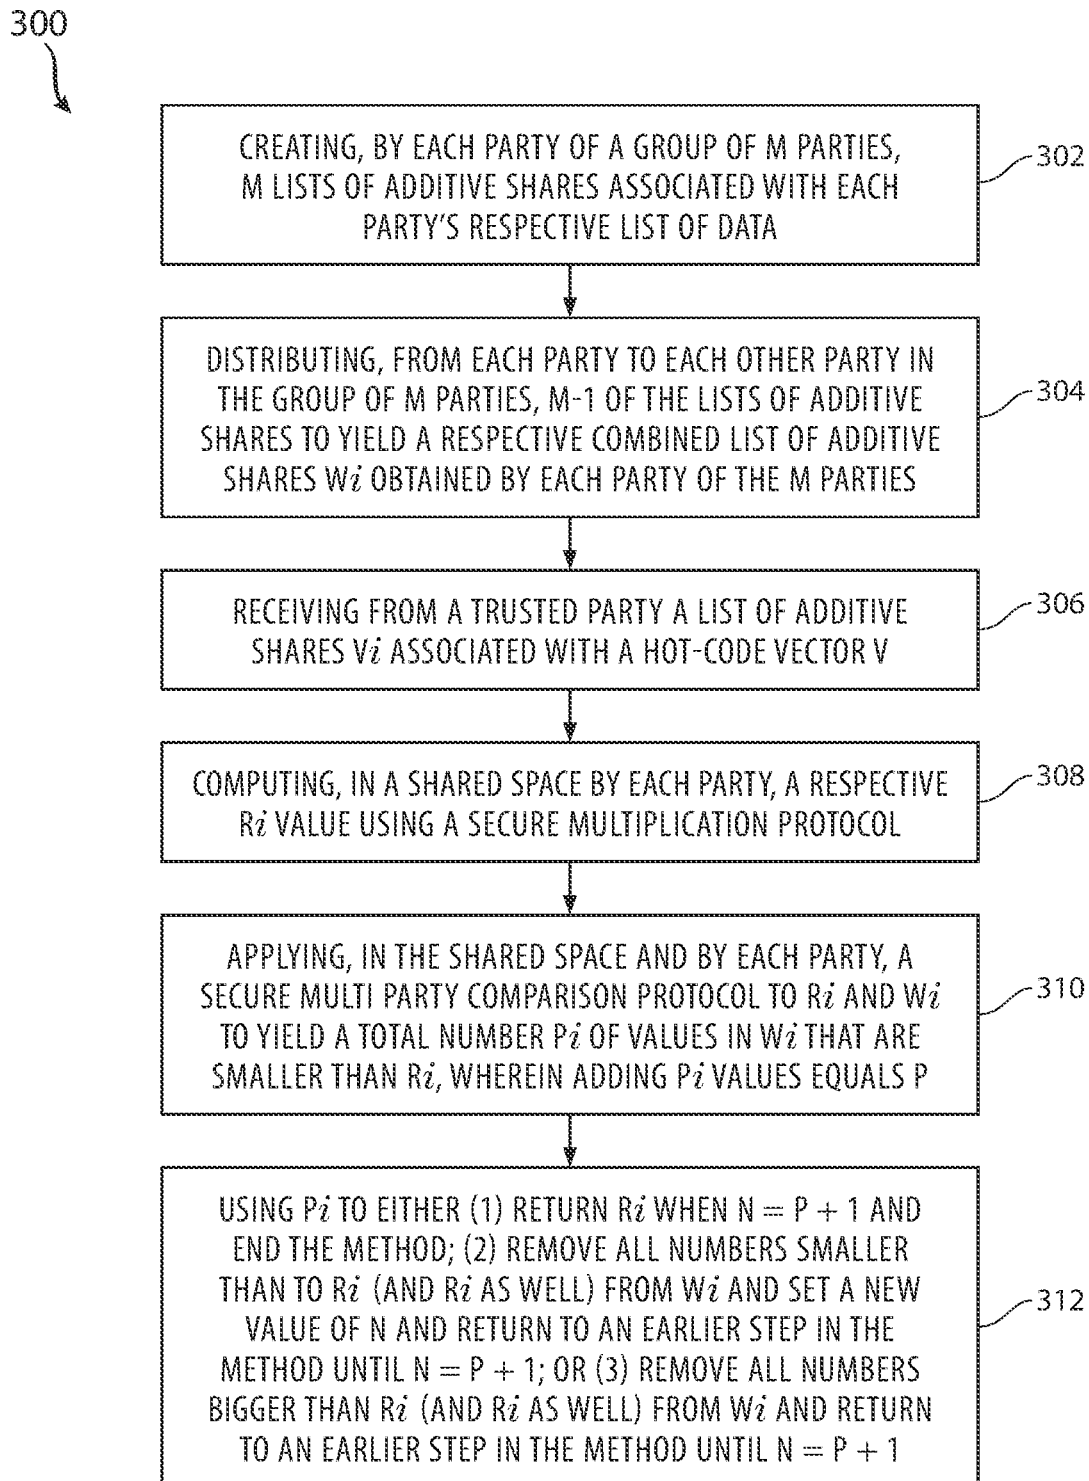 300
CREATING, BY EACH PARTY OF A GROUP OF M PARTIES,
M LISTS OF ADDITIVE SHARES ASSOCIATED WITH EACH
PARTY'S RESPECTIVE LIST OF DATA
302
DISTRIBUTING, FROM EACH PARTY TO EACH OTHER PARTY IN
THE GROUP OF M PARTIES, M-1 OF THE LISTS OF ADDITIVE
SHARES TO YIELD A RESPECTIVE COMBINED LIST OF ADDITIVE
SHARES Wi OBTAINED BY EACH PARTY OF THE M PARTIES
304
RECEIVING FROM A TRUSTED PARTY A LIST OF ADDITIVE
SHARES Vi ASSOCIATED WITH A HOT-CODE VECTOR V
306
COMPUTING, IN A SHARED SPACE BY EACH PARTY, A RESPECTIVE
Ri VALUE USING A SECURE MULTIPLICATION PROTOCOL
308
APPLYING, IN THE SHARED SPACE AND BY EACH PARTY, A
SECURE MULTI PARTY COMPARISON PROTOCOL TO Ri AND Wi
TO YIELD A TOTAL NUMBER Pi OF VALUES IN Wi THAT ARE
SMALLER THAN Ri, WHEREIN ADDING Pi VALUES EQUALS P
310
USING Pi TO EITHER (1) RETURN Ri WHEN N = P + 1 AND
END THE METHOD; (2) REMOVE ALL NUMBERS SMALLER
THAN TO Ri (AND Ri AS WELL) FROM Wi AND SET A NEW
VALUE OF N AND RETURN TO AN EARLIER STEP IN THE
METHOD UNTIL N = P + 1; OR (3) REMOVE ALL NUMBERS
BIGGER THAN Ri (AND Ri AS WELL) FROM Wi AND RETURN
TO AN EARLIER STEP IN THE METHOD UNTIL N = P + 1
312